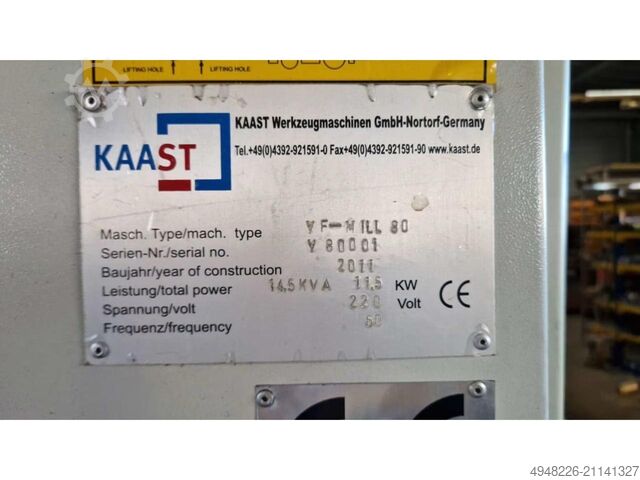 LIFTING HOLE LIFTING HOLE
KAAST
KAAST Werkzeugmaschinen GmbH-Nortorf-Germany
Tel.+49(0)4392-921591-0 Fax+49(0)4392-921591-90 www.kaast.de
Masch. Type/mach. type VF-MILL 80
Serien-Nr./serial no. Y 80001
Baujahr/year of construction 2011
Leistung/total power 14.5KVA 11.5 KW
Spannung/volt 220 Volt CE
Frequenz/frequency 50
4948226-21141327